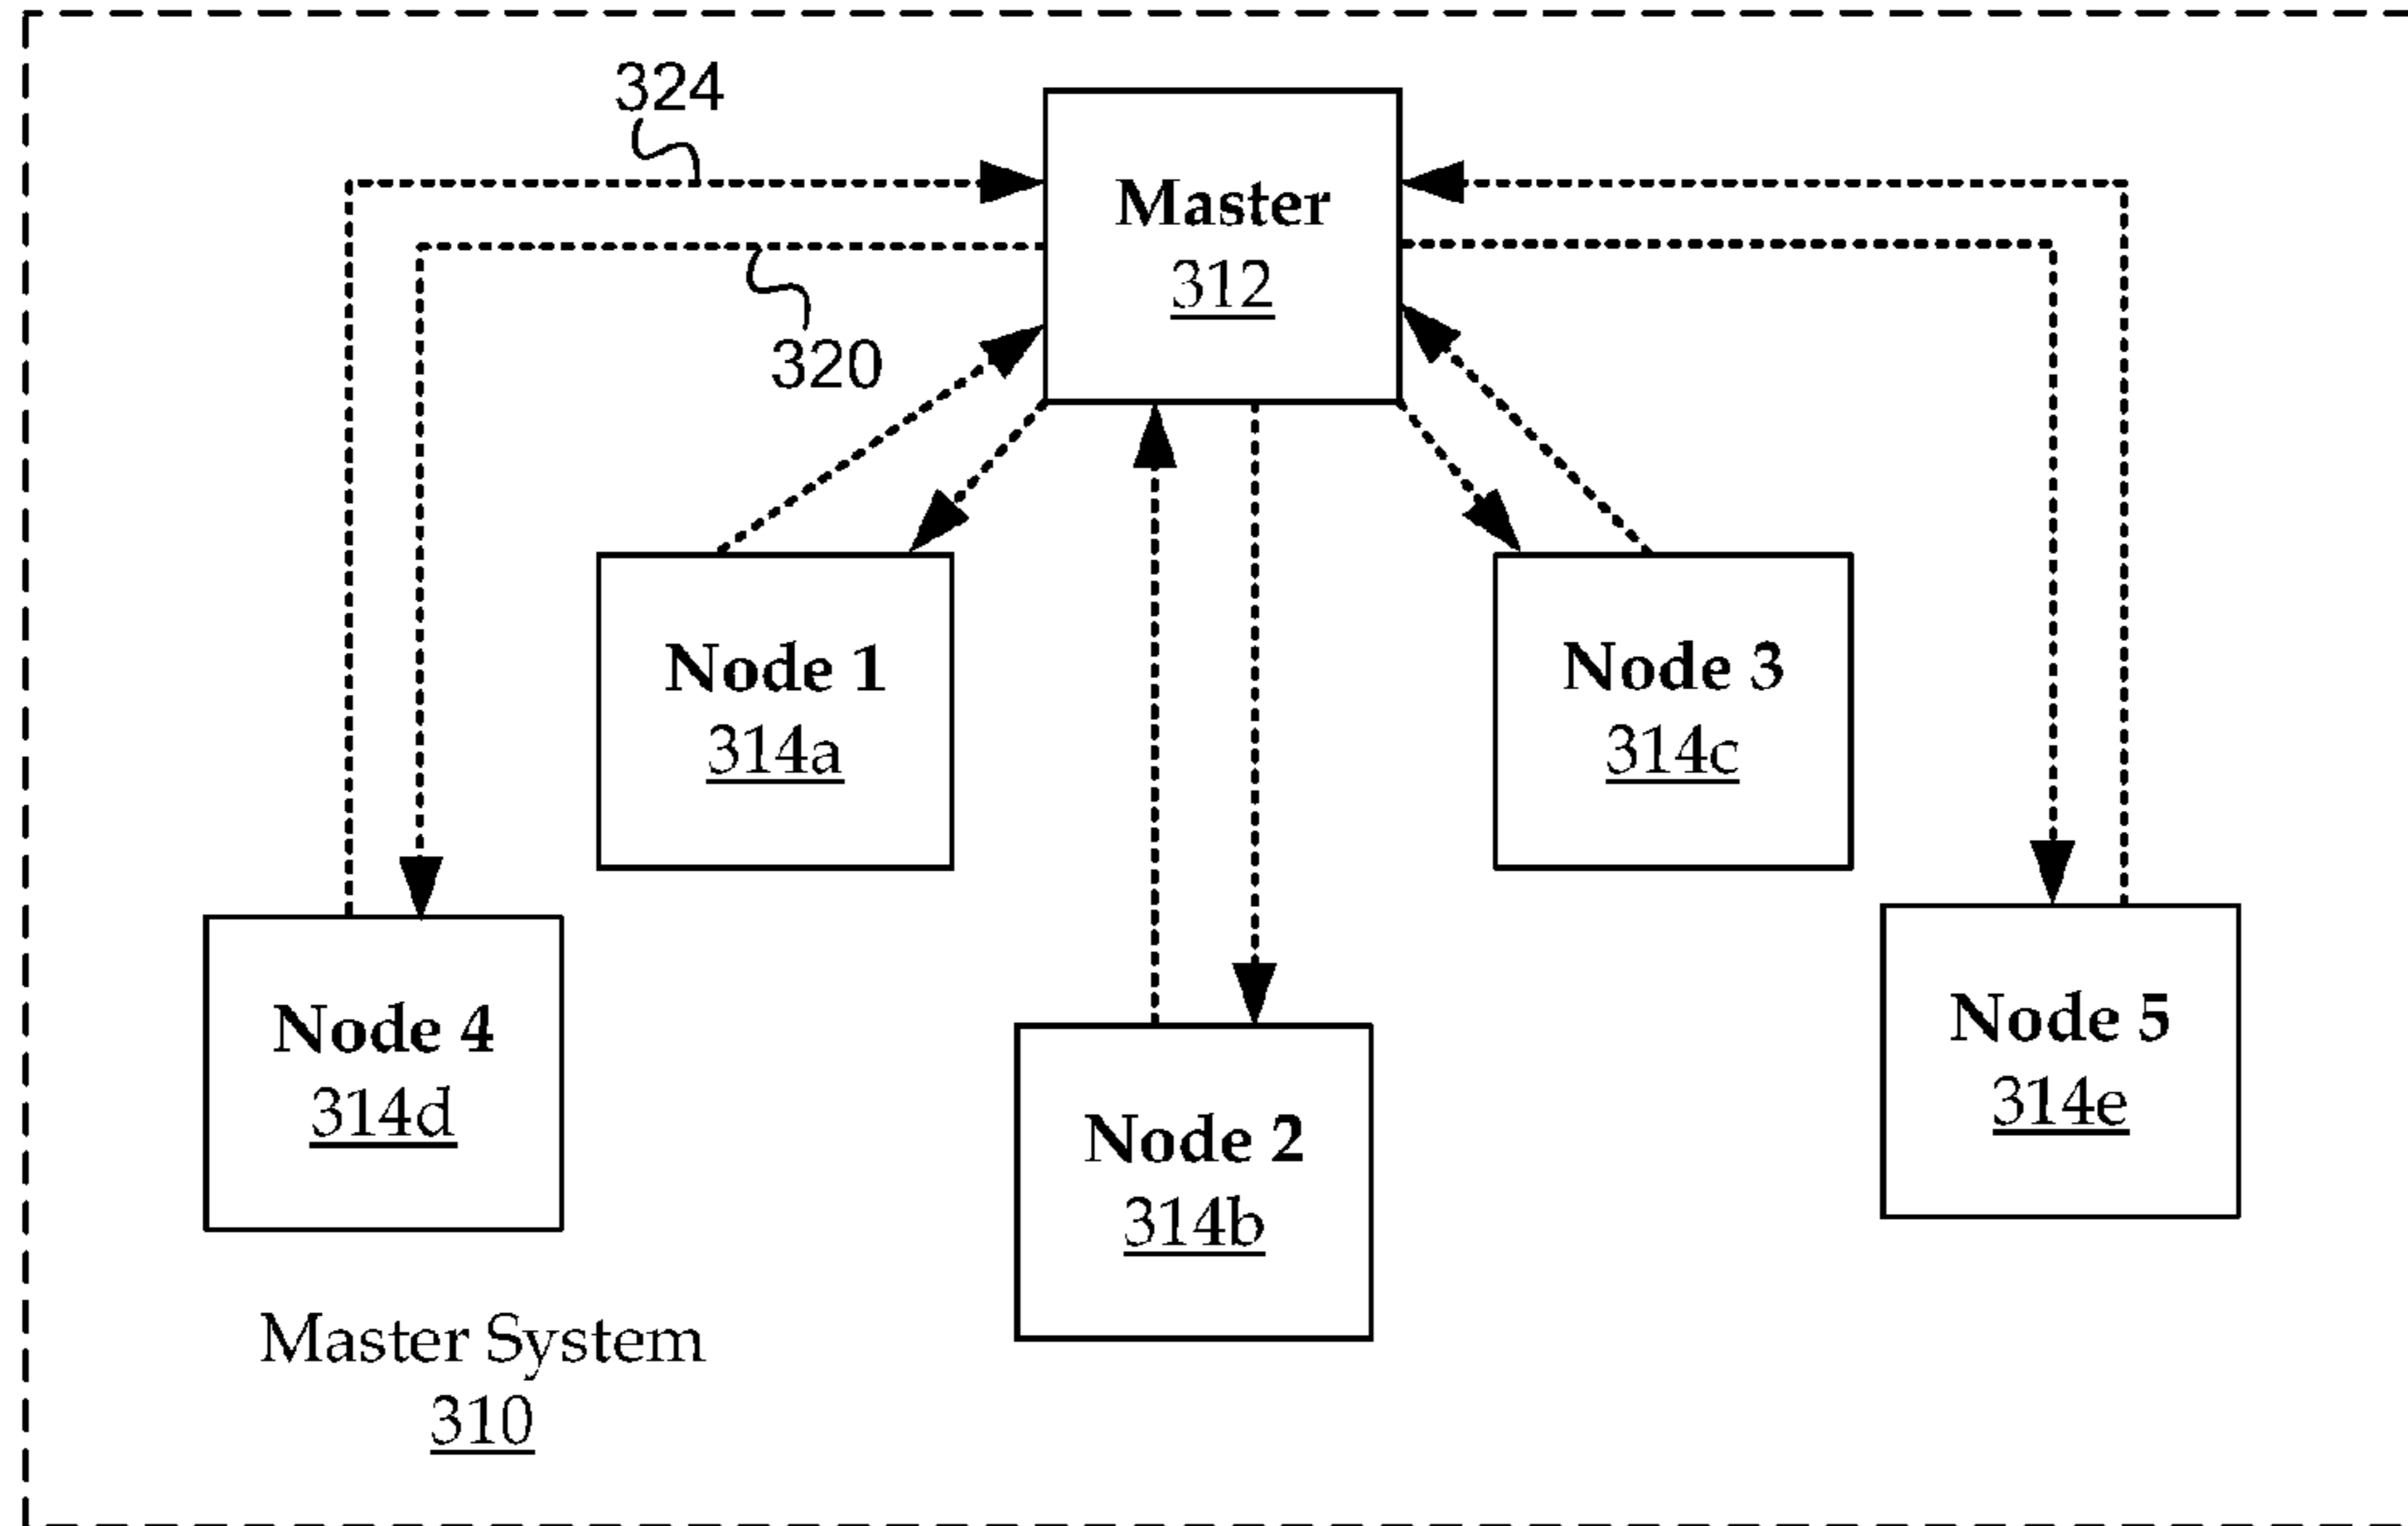 324
Master
312
320
Node 1
314a
Node 3
314c
Node 4
314d
Node 5
314e
Node 2
314b
Master System
310